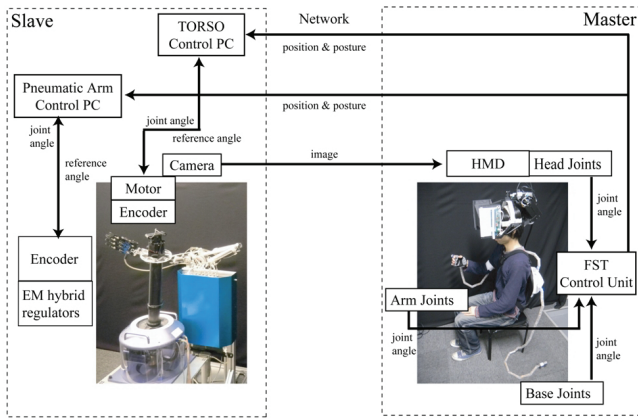 Slave
TORSO
Control PC
Network
Master
position & posture
Pneumatic Arm
Control PC
position & posture
joint
angle
reference
angle
joint angle
reference angle
Camera
image
HMD
Head Joints
Motor
Encoder
joint
angle
Encoder
EM hybrid
regulators
FST
Control Unit
Arm Joints
joint
angle
joint
angle
Base Joints